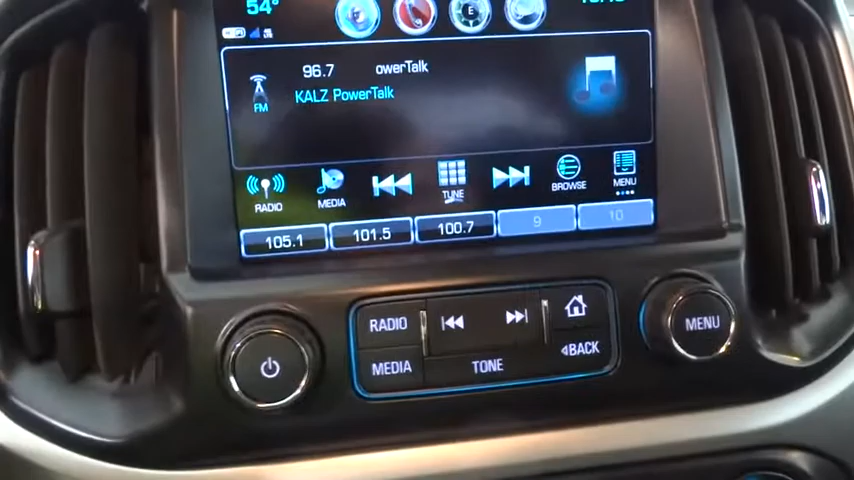 54°
96.7 owerTalk
FM KALZ PowerTalk
RADIO MEDIA TUNE BROWSE MENU
105.1 101.5 100.7 9 10
RADIO MENU
BACK
MEDIA TONE